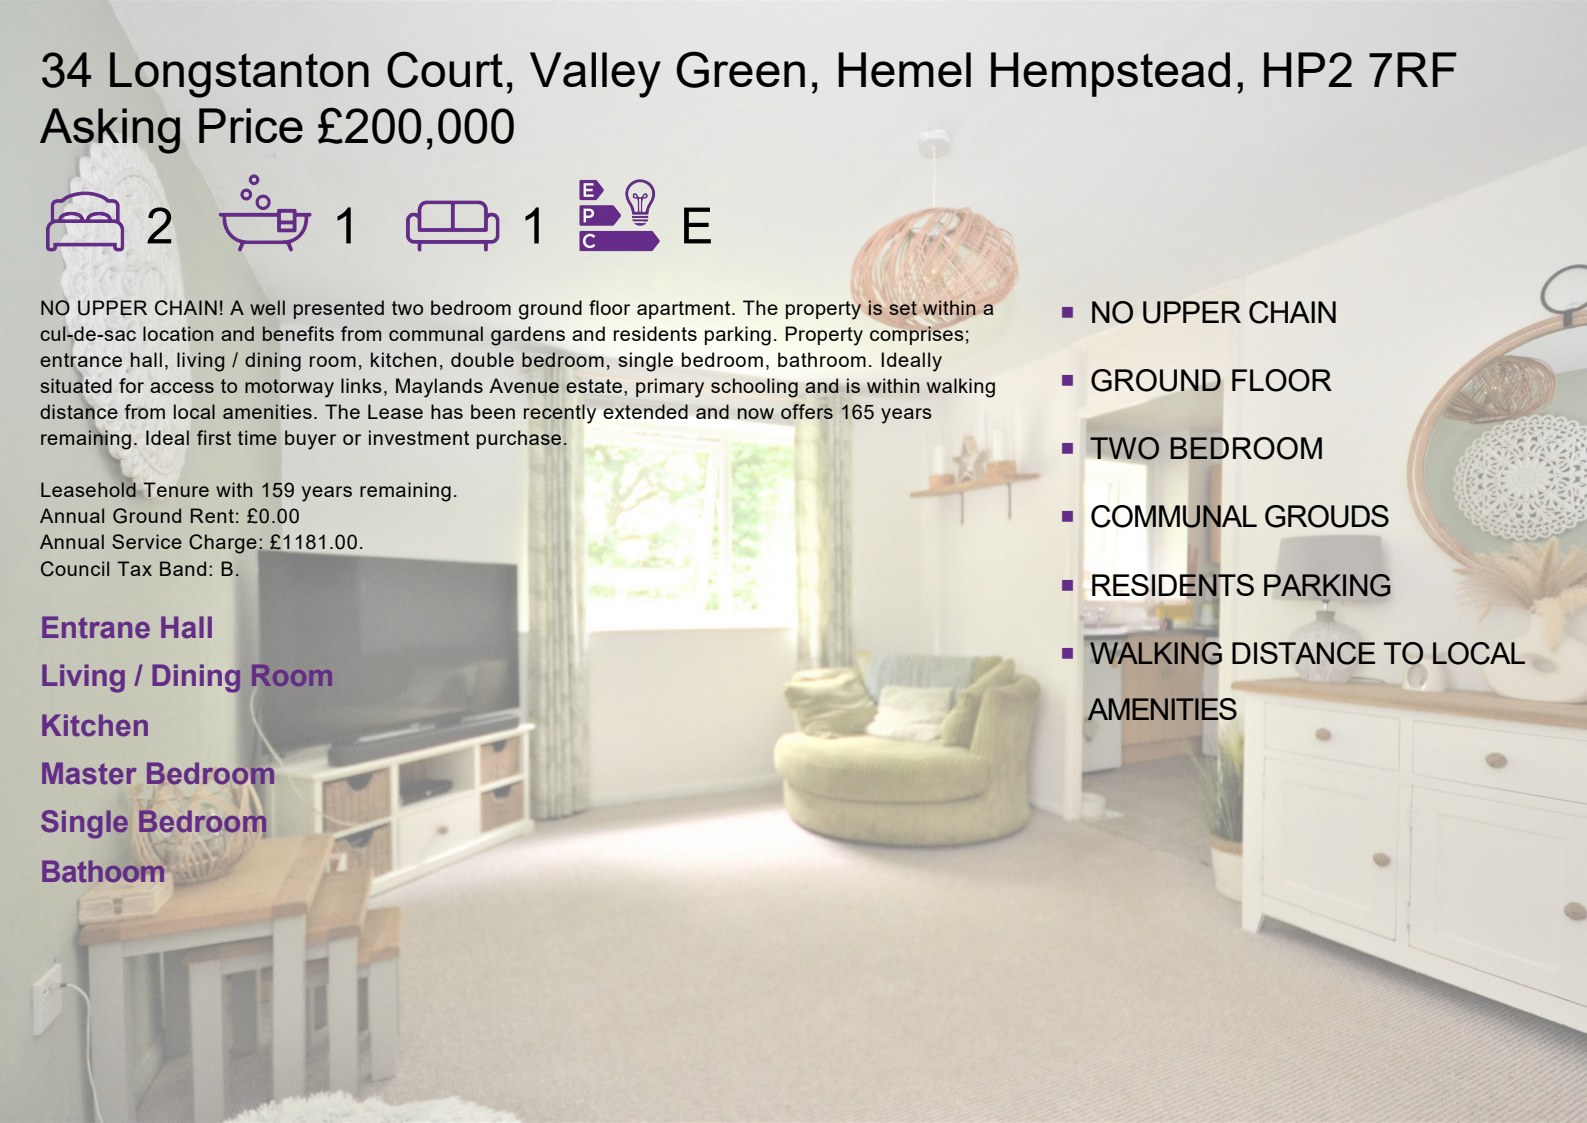 34 Longstanton Court, Valley Green, Hemel Hempstead, HP2 7RF
Asking Price £200,000
2 1 1 E P C E
NO UPPER CHAIN! A well presented two bedroom ground floor apartment. The property is set within a
cul-de-sac location and benefits from communal gardens and residents parking. Property comprises;
entrance hall, living / dining room, kitchen, double bedroom, single bedroom, bathroom. Ideally
situated for access to motorway links, Maylands Avenue estate, primary schooling and is within walking
distance from local amenities. The Lease has been recently extended and now offers 165 years
remaining. Ideal first time buyer or investment purchase.
Leasehold Tenure with 159 years remaining.
Annual Ground Rent: £0.00
Annual Service Charge: £1181.00.
Council Tax Band: B.
Entrane Hall
Living / Dining Room
Kitchen
Master Bedroom
Single Bedroom
Bathoom
NO UPPER CHAIN
GROUND FLOOR
TWO BEDROOM
COMMUNAL GROUDS
RESIDENTS PARKING
WALKING DISTANCE TO LOCAL
AMENITIES